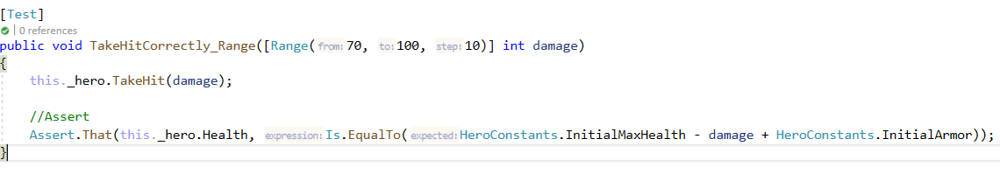 [Test]
| 0 references
public void TakeHitCorrectly_Range([Range(from: 70, to: 100, step: 10)] int damage)
{
this._hero.TakeHit(damage);
//Assert
Assert.That(this._hero.Health, expression: Is.EqualTo(expected: HeroConstants.InitialMaxHealth - damage + HeroConstants.InitialArmor));
}